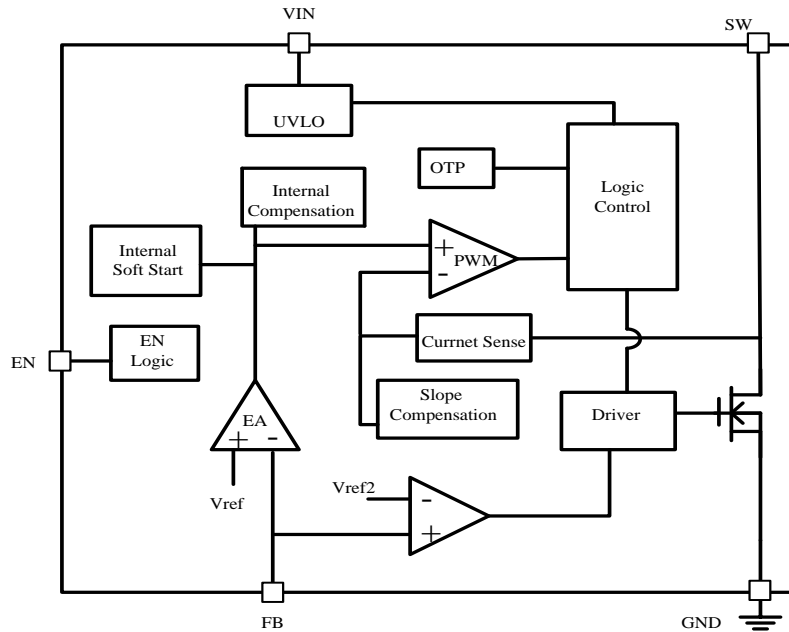 VIN
SW
UVLO
OTP
Logic
Control
Internal
Compensation
Internal
Soft Start
+
-
PWM
EN
EN
Logic
Currnet Sense
Slope
Compensation
Driver
EA
+
-
Vref
Vref2
-
+
FB
GND